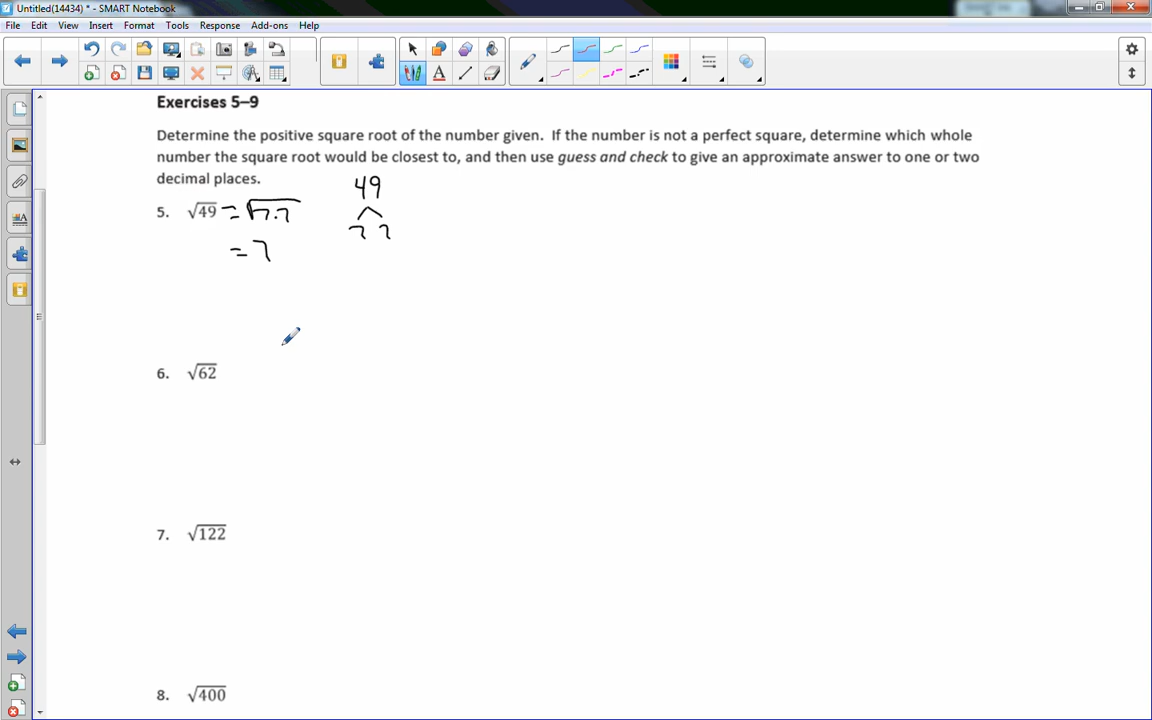 Untitled(14434) * - SMART Notebook
File Edit View Insert Format Tools Response Add-ons Help
Exercises 5–9
Determine the positive square root of the number given. If the number is not a perfect square, determine which whole
number the square root would be closest to, and then use guess and check to give an approximate answer to one or two
decimal places.
49
5. √49 = √7.7
7 7
= 7
6. √62
7. √122
8. √400